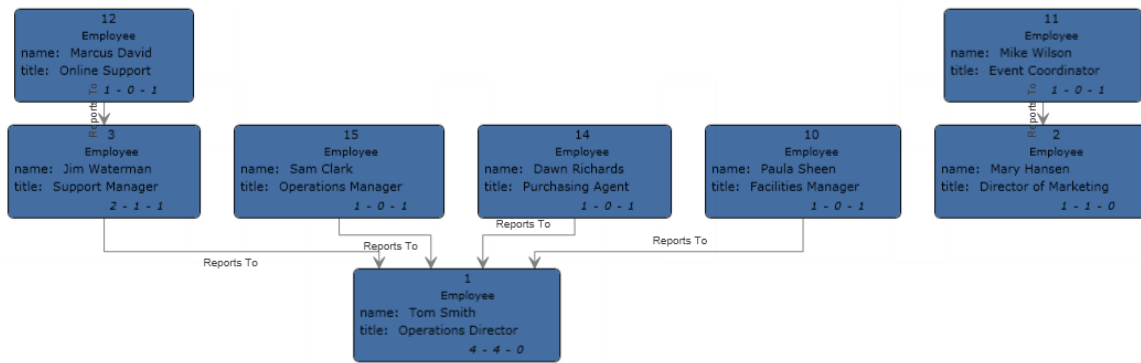 12
Employee
name: Marcus David
title: Online Support
1 - 0 - 1
11
Employee
name: Mike Wilson
title: Event Coordinator
1 - 0 - 1
Reports To
Reports To
3
Employee
name: Jim Waterman
title: Support Manager
2 - 1 - 1
15
Employee
name: Sam Clark
title: Operations Manager
1 - 0 - 1
14
Employee
name: Dawn Richards
title: Purchasing Agent
1 - 0 - 1
10
Employee
name: Paula Sheen
title: Facilities Manager
1 - 0 - 1
2
Employee
name: Mary Hansen
title: Director of Marketing
1 - 1 - 0
Reports To
Reports To
Reports To
Reports To
1
Employee
name: Tom Smith
title: Operations Director
4 - 4 - 0